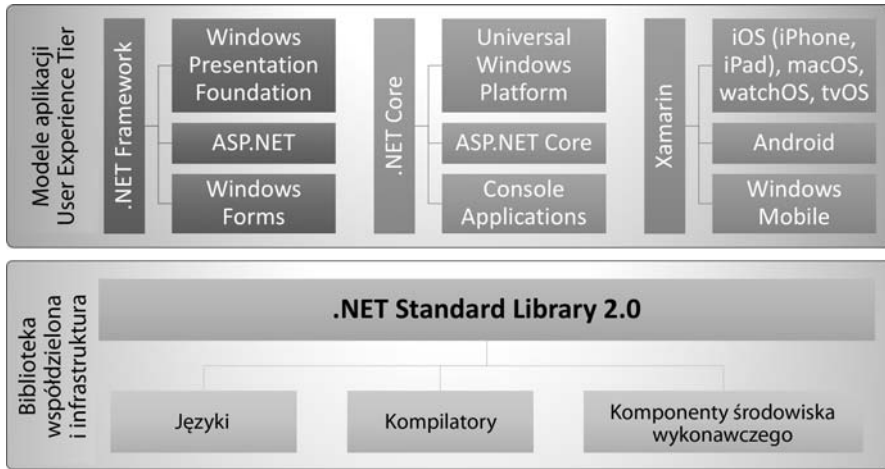 Modele aplikacji
User Experience Tier
.NET Framework
Windows
Presentation
Foundation
ASP.NET
Windows
Forms
.NET Core
Universal
Windows
Platform
ASP.NET Core
Console
Applications
Xamarin
iOS (iPhone,
iPad), macOS,
watchOS, tvOS
Android
Windows
Mobile
Biblioteka
współdzielona
i infrastruktura
.NET Standard Library 2.0
Języki
Kompilatory
Komponenty środowiska
wykonawczego